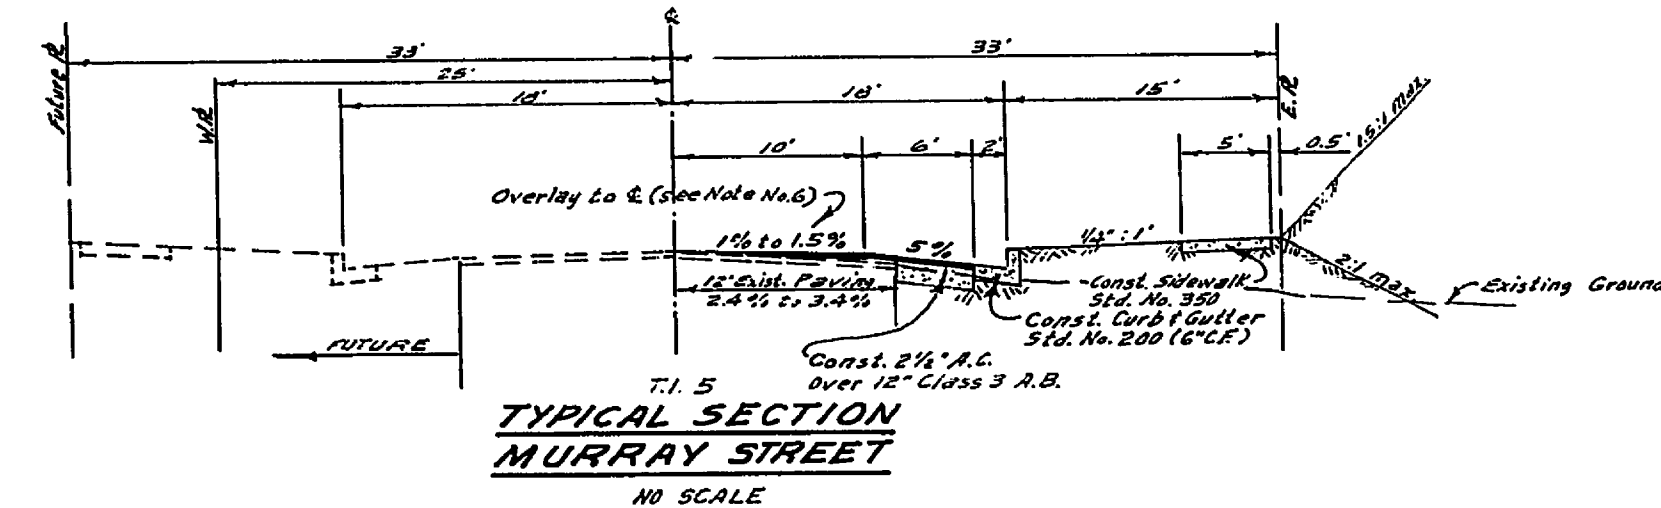 ℄
33'
33'
25'
18'
18'
15'
Future R
W.R
E.R
10'
6'
2'
5'
0.5'
1.5:1 max.
Overlay to ℄ (see Note No.6)
1% to 1.5%
5%
1/2" : 1'
12' Exist. Paving
2.4% to 3.4%
Const. Sidewalk
Std. No. 350
2:1 max
Existing Ground
Const. Curb & Gutter
Std. No. 200 (6" C.F.)
FUTURE
Const. 2 1/2" A.C.
Over 12" Class 3 A.B.
T.I. 5
TYPICAL SECTION
MURRAY STREET
NO SCALE